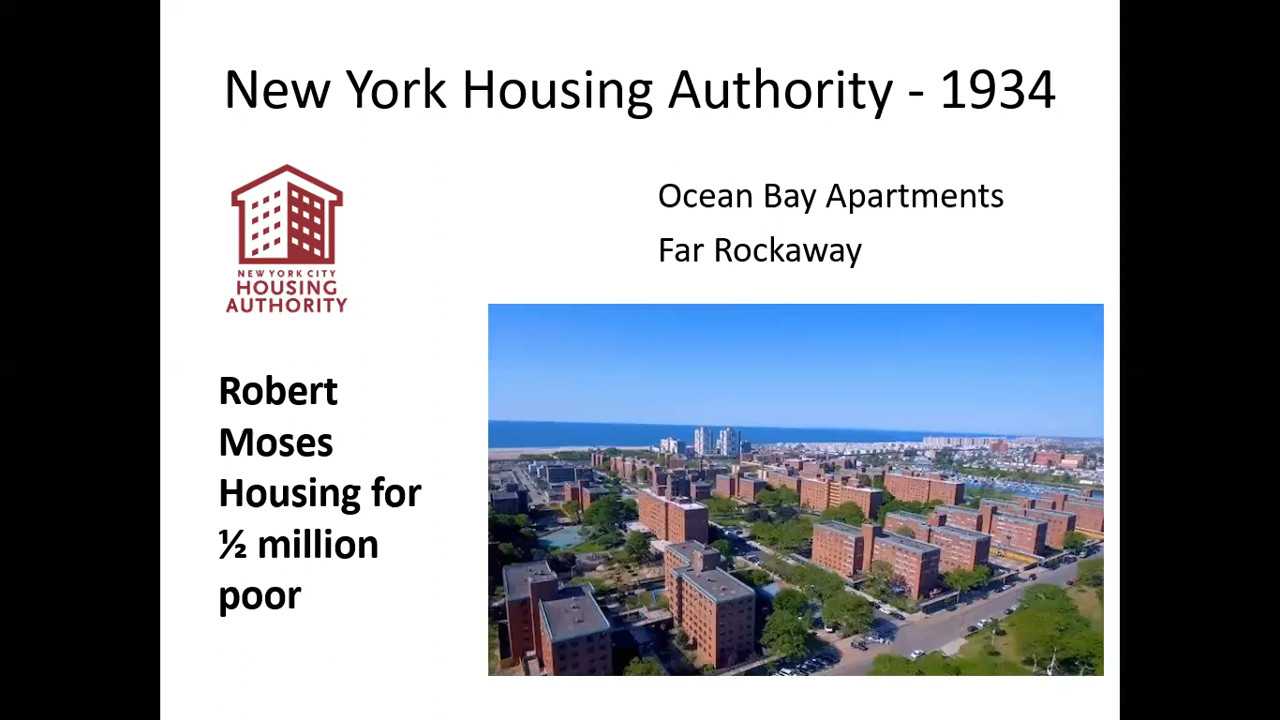 New York Housing Authority - 1934
NEW YORK CITY
HOUSING
AUTHORITY
Ocean Bay Apartments
Far Rockaway
Robert
Moses
Housing for
½ million
poor